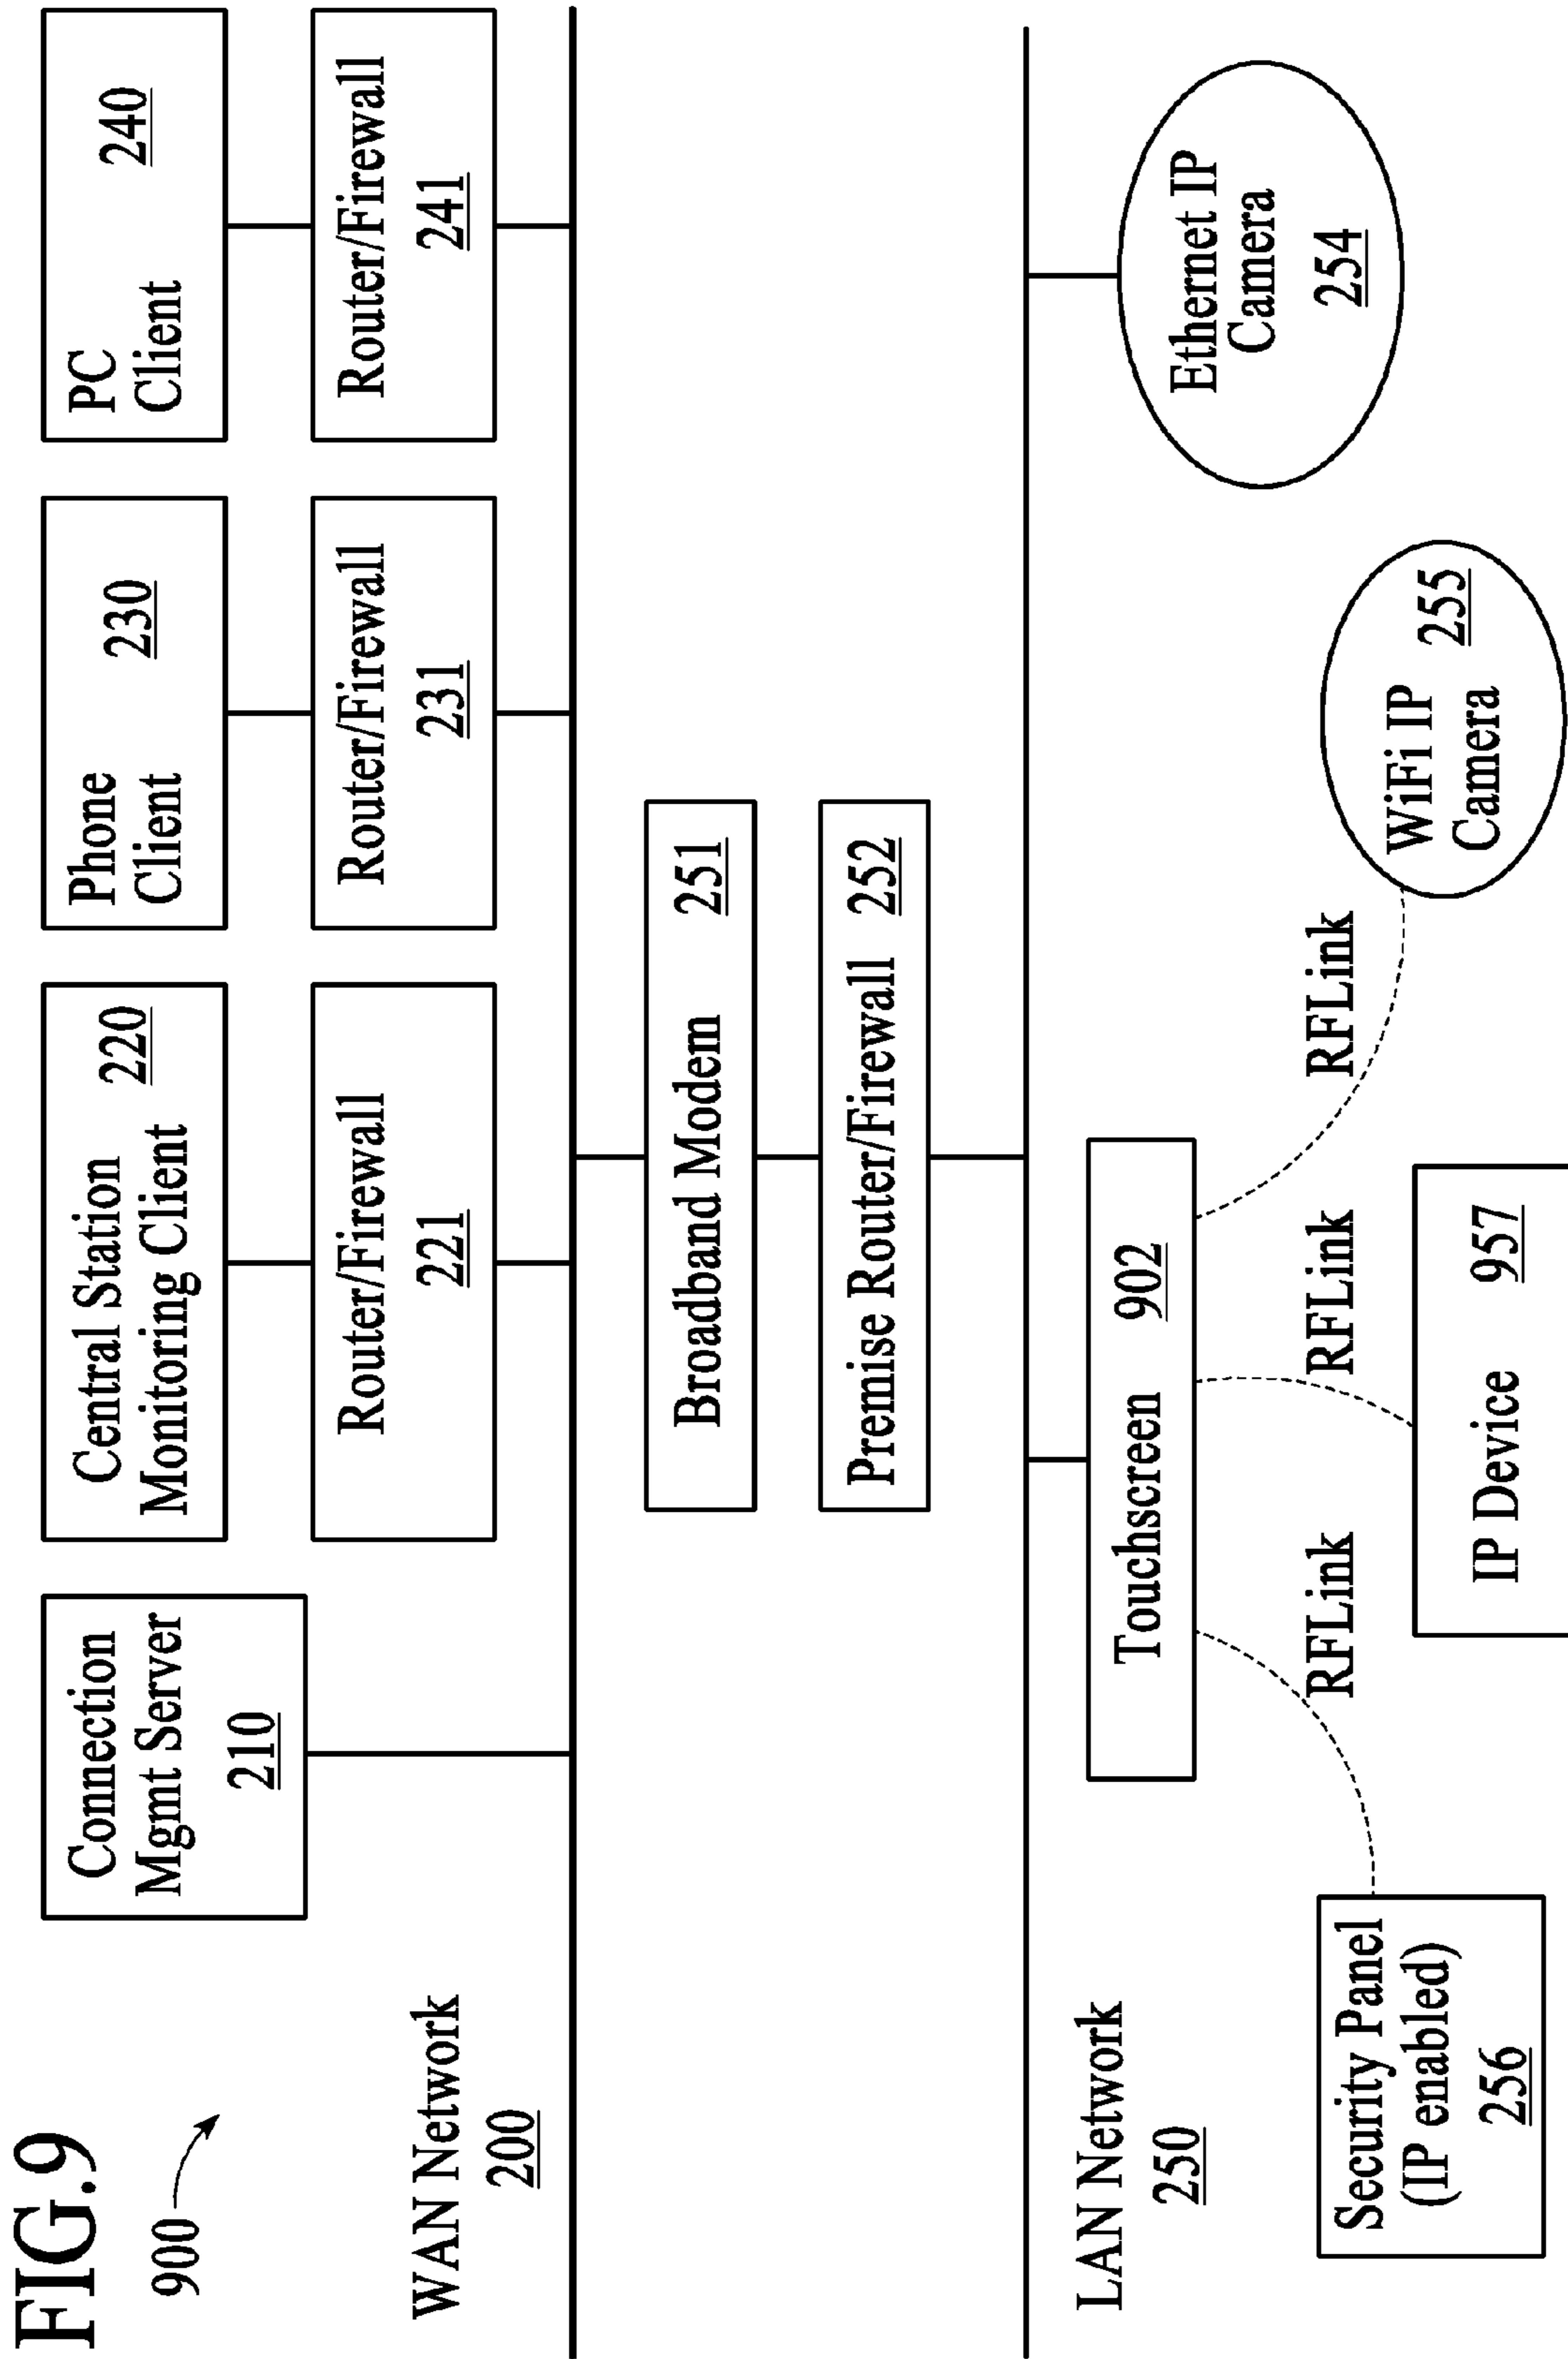 FIG.9
900
Connection
Mgmt Server
210
Central Station
Monitoring Client
220
Phone
Client
230
PC
Client
240
Router/Firewall
221
Router/Firewall
231
Router/Firewall
241
WAN Network
200
Broadband Modem 251
Premise Router/Firewall 252
LAN Network
250
Touchscreen 902
RFLink
RFLink
RFLink
Security Panel
(IP enabled)
256
IP Device 957
WiFi IP
Camera
255
Ethernet IP
Camera
254